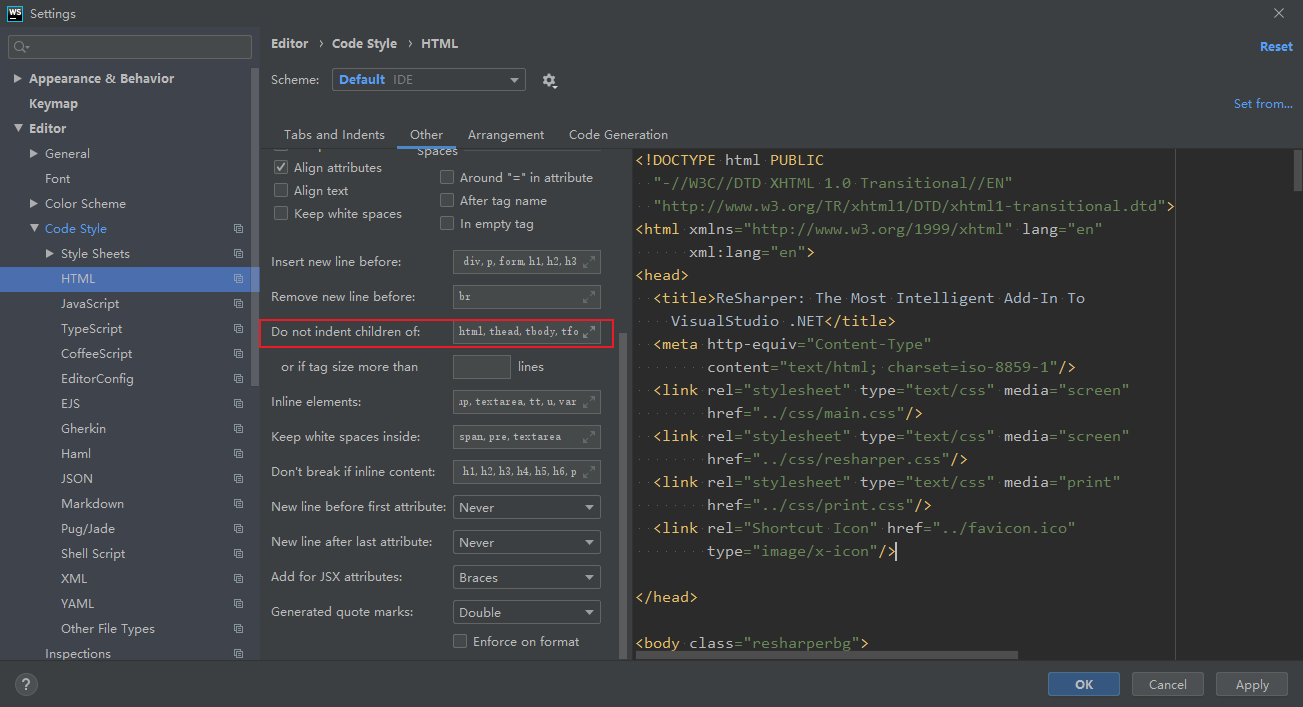 WS Settings
Editor › Code Style › HTML
Reset
Scheme: Default IDE
Set from...
Appearance & Behavior
Keymap
Editor
General
Font
Color Scheme
Code Style
Style Sheets
HTML
JavaScript
TypeScript
CoffeeScript
EditorConfig
EJS
Gherkin
Haml
JSON
Markdown
Pug/Jade
Shell Script
XML
YAML
Other File Types
Inspections
Tabs and Indents Other Arrangement Code Generation
Spaces
Align attributes
Align text
Keep white spaces
Around "=" in attribute
After tag name
In empty tag
Insert new line before: div, p, form, h1, h2, h3
Remove new line before: br
Do not indent children of: html, thead, tbody, tfo
or if tag size more than lines
Inline elements: up, textarea, tt, u, var
Keep white spaces inside: span, pre, textarea
Don't break if inline content: h1, h2, h3, h4, h5, h6, p
New line before first attribute: Never
New line after last attribute: Never
Add for JSX attributes: Braces
Generated quote marks: Double
Enforce on format
<!DOCTYPE html PUBLIC
"-//W3C//DTD XHTML 1.0 Transitional//EN"
"http://www.w3.org/TR/xhtml1/DTD/xhtml1-transitional.dtd">
<html xmlns="http://www.w3.org/1999/xhtml" lang="en"
xml:lang="en">
<head>
<title>ReSharper: The Most Intelligent Add-In To
VisualStudio .NET</title>
<meta http-equiv="Content-Type"
content="text/html; charset=iso-8859-1"/>
<link rel="stylesheet" type="text/css" media="screen"
href="../css/main.css"/>
<link rel="stylesheet" type="text/css" media="screen"
href="../css/resharper.css"/>
<link rel="stylesheet" type="text/css" media="print"
href="../css/print.css"/>
<link rel="Shortcut Icon" href="../favicon.ico"
type="image/x-icon"/>
</head>
<body class="resharperbg">
?
OK Cancel Apply